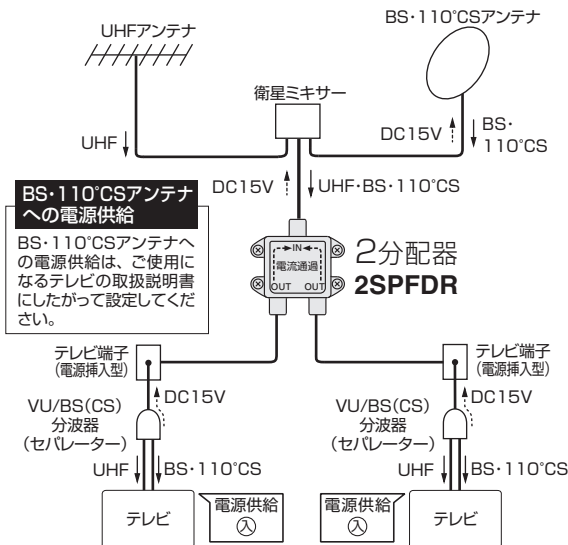 UHFアンテナ
BS・110°CSアンテナ
衛星ミキサー
UHF
DC15V
BS・
110°CS
DC15V
UHF・BS・110°CS
BS・110°CSアンテナ
への電源供給
BS・110°CSアンテナへ
の電源供給は、ご使用に
なるテレビの取扱説明書
にしたがって設定してくだ
さい。
IN
電流通過
OUT OUT
2分配器
2SPFDR
テレビ端子
(電源挿入型)
DC15V
VU/BS(CS)
分波器
(セパレーター)
UHF
BS・110°CS
テレビ
電源供給
入
テレビ端子
(電源挿入型)
DC15V
VU/BS(CS)
分波器
(セパレーター)
UHF
BS・110°CS
電源供給
入
テレビ